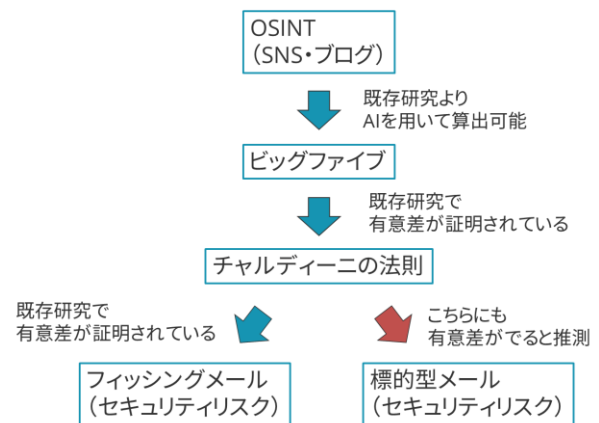 OSINT
（SNS・ブログ）
既存研究より
AIを用いて算出可能
ビッグファイブ
既存研究で
有意差が証明されている
チャルディーニの法則
既存研究で
有意差が証明されている
こちらにも
有意差がでると推測
フィッシングメール
（セキュリティリスク）
標的型メール
（セキュリティリスク）